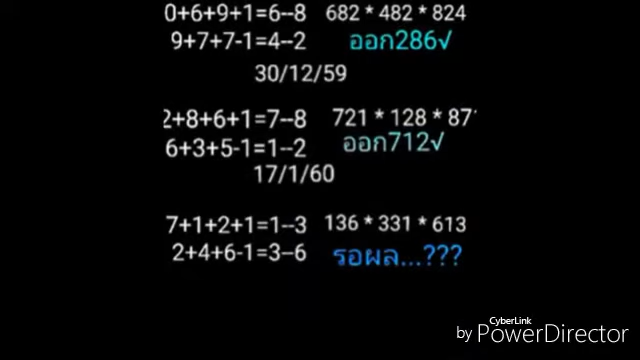 0+6+9+1=6--8 682 * 482 * 824
9+7+7-1=4--2 ออก286√
30/12/59
2+8+6+1=7--8 721 * 128 * 871
6+3+5-1=1--2 ออก712√
17/1/60
7+1+2+1=1--3 136 * 331 * 613
2+4+6-1=3--6 รอผล...???
CyberLink
by PowerDirector